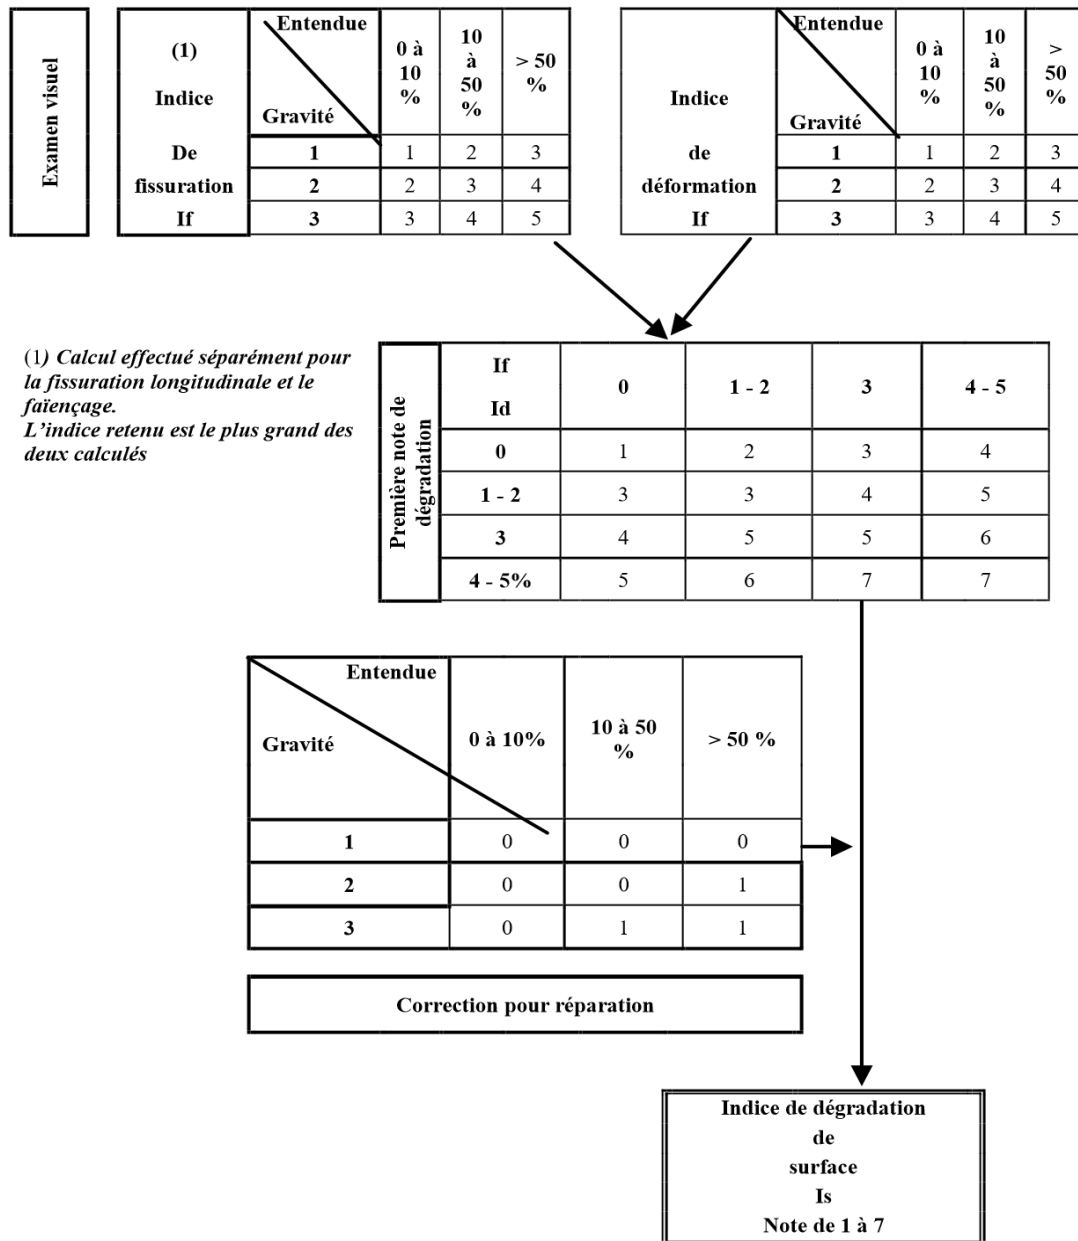 Examen visuel
(1)
Indice
De
fissuration
If
Entendue
Gravité
0 à
10
%
10
à
50
%
> 50
%
1 1 2 3
2 2 3 4
3 3 4 5
Indice
de
déformation
If
Entendue
Gravité
0 à
10
%
10
à
50
%
>
50
%
1 1 2 3
2 2 3 4
3 3 4 5
(1) Calcul effectué séparément pour
la fissuration longitudinale et le
faïençage.
L'indice retenu est le plus grand des
deux calculés
Première note de
dégradation
If
Id
0 1 - 2 3 4 - 5
0 1 2 3 4
1 - 2 3 3 4 5
3 4 5 5 6
4 - 5% 5 6 7 7
Entendue
Gravité
0 à 10%
10 à 50
%
> 50 %
1 0 0 0
2 0 0 1
3 0 1 1
Correction pour réparation
Indice de dégradation
de
surface
Is
Note de 1 à 7